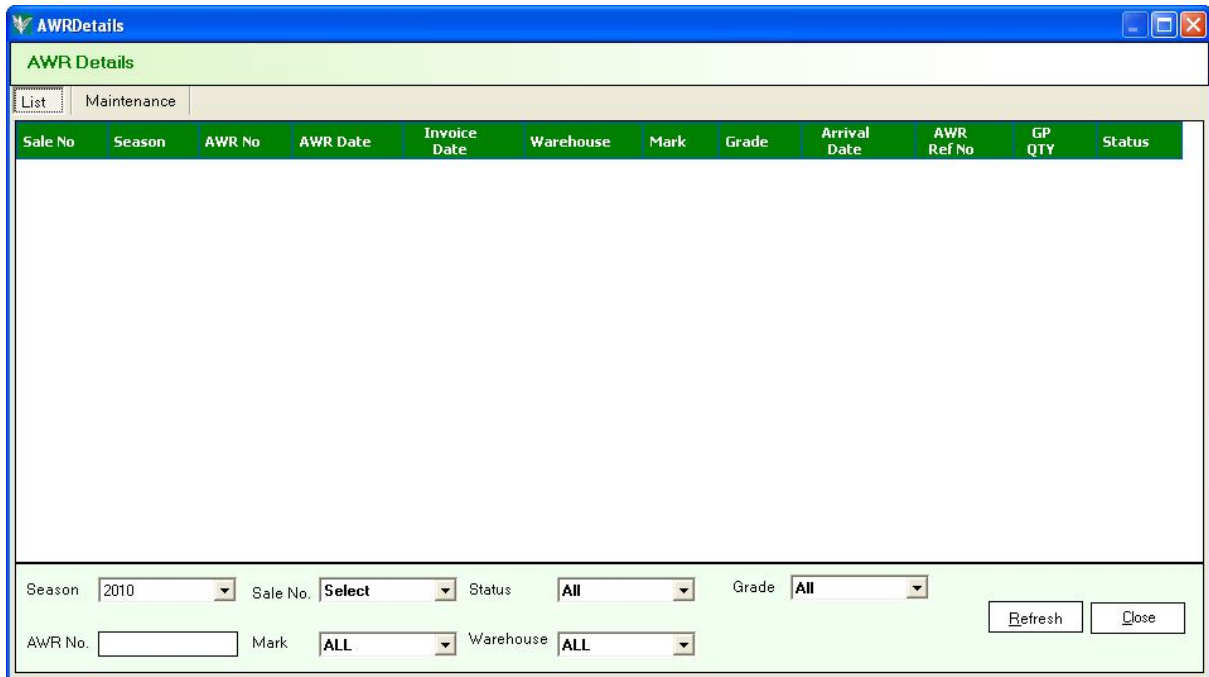 AWRDetails
AWR Details
List Maintenance
Sale No Season AWR No AWR Date Invoice Date Warehouse Mark Grade Arrival Date AWR Ref No GP QTY Status
Season 2010 Sale No. Select Status All Grade All
Refresh Close
AWR No. Mark ALL Warehouse ALL